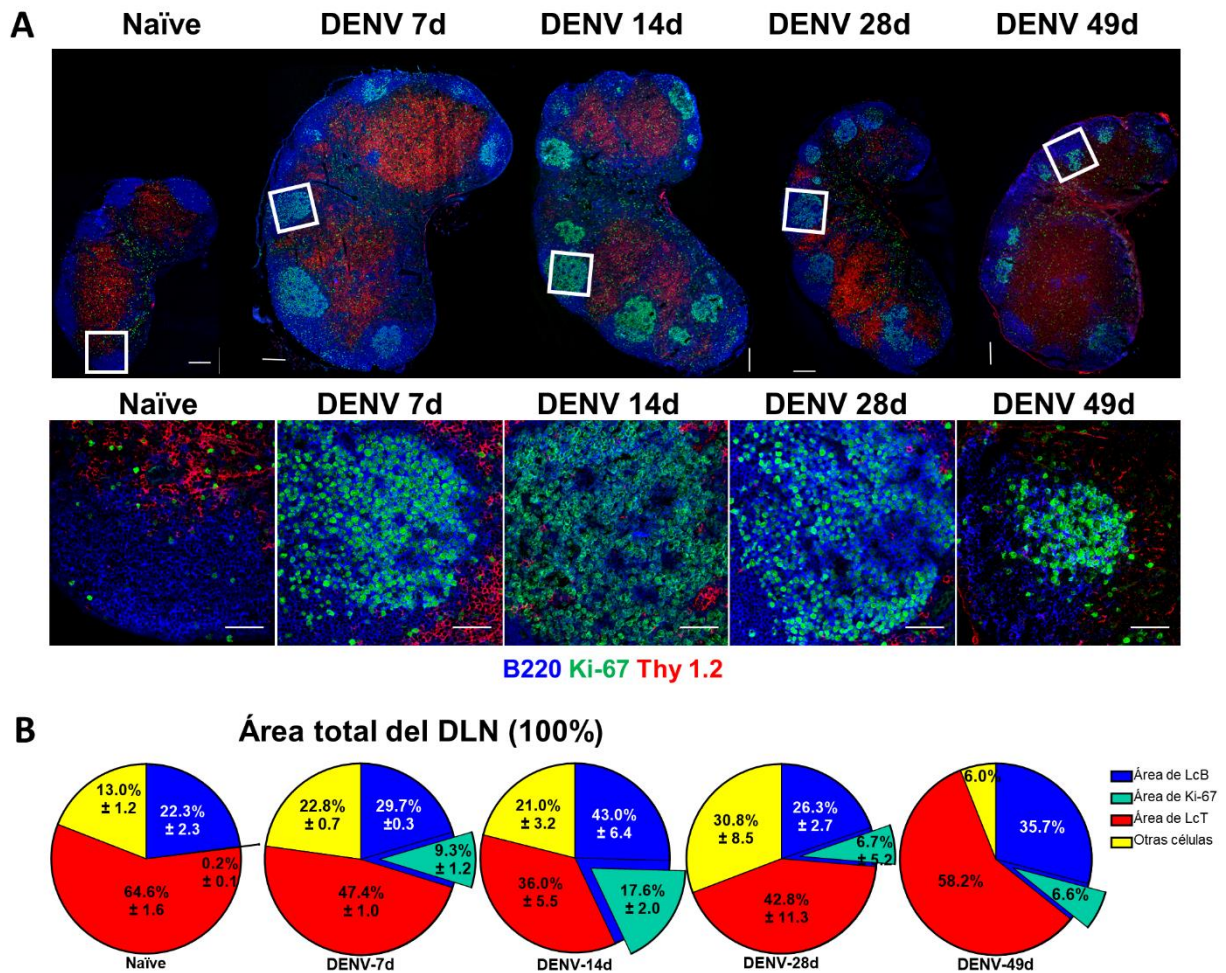 A
Naïve DENV 7d DENV 14d DENV 28d DENV 49d
Naïve DENV 7d DENV 14d DENV 28d DENV 49d
B220 Ki-67 Thy 1.2
B Área total del DLN (100%)
13.0%
± 1.2
22.3%
± 2.3
0.2%
± 0.1
64.6%
± 1.6
Naïve
22.8%
± 0.7
29.7%
±0.3
9.3%
± 1.2
47.4%
± 1.0
DENV-7d
21.0%
± 3.2
43.0%
± 6.4
17.6%
± 2.0
36.0%
± 5.5
DENV-14d
30.8%
± 8.5
26.3%
± 2.7
6.7%
± 5.2
42.8%
± 11.3
DENV-28d
6.0%
35.7%
58.2%
6.6%
DENV-49d
Área de LcB
Área de Ki-67
Área de LcT
Otras células